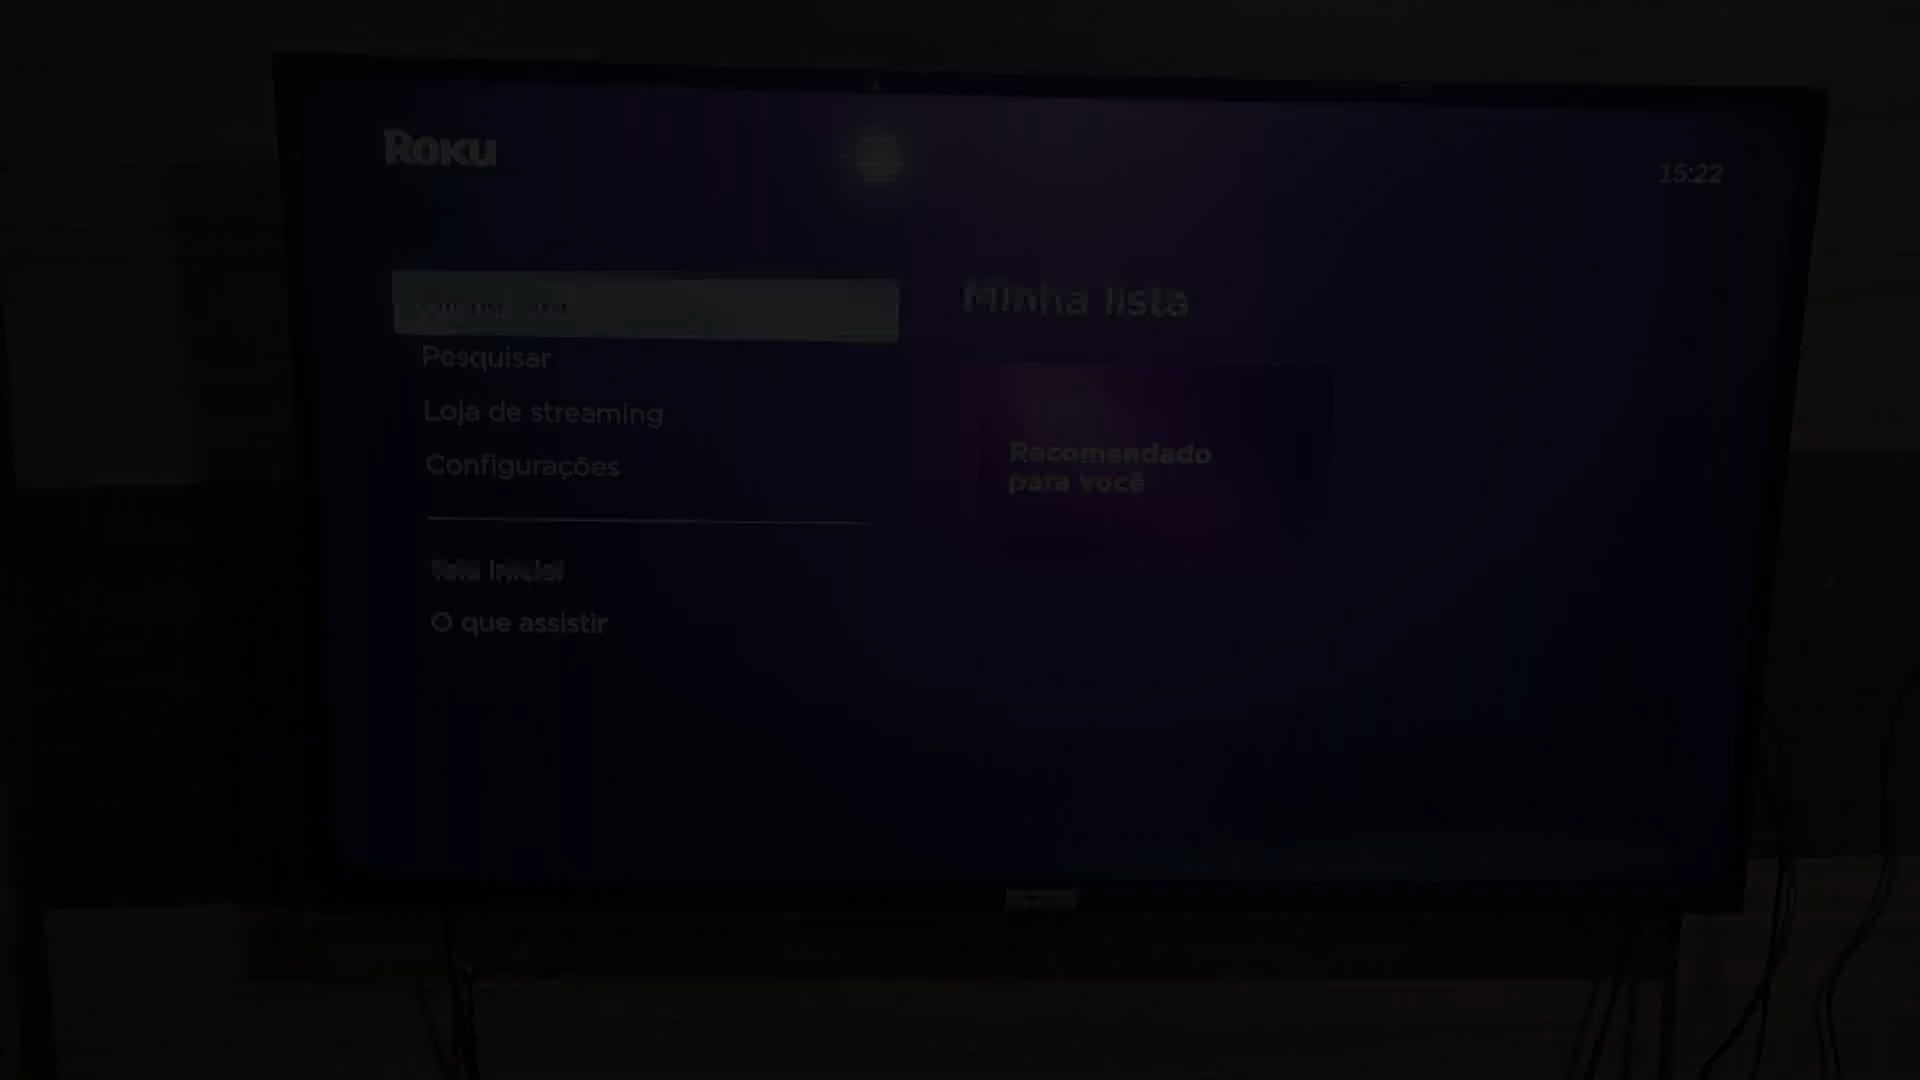 Roku
15:22
Minha lista
Pesquisar
Loja de streaming
Configurações
Recomendado
para você
Tela inicial
O que assistir